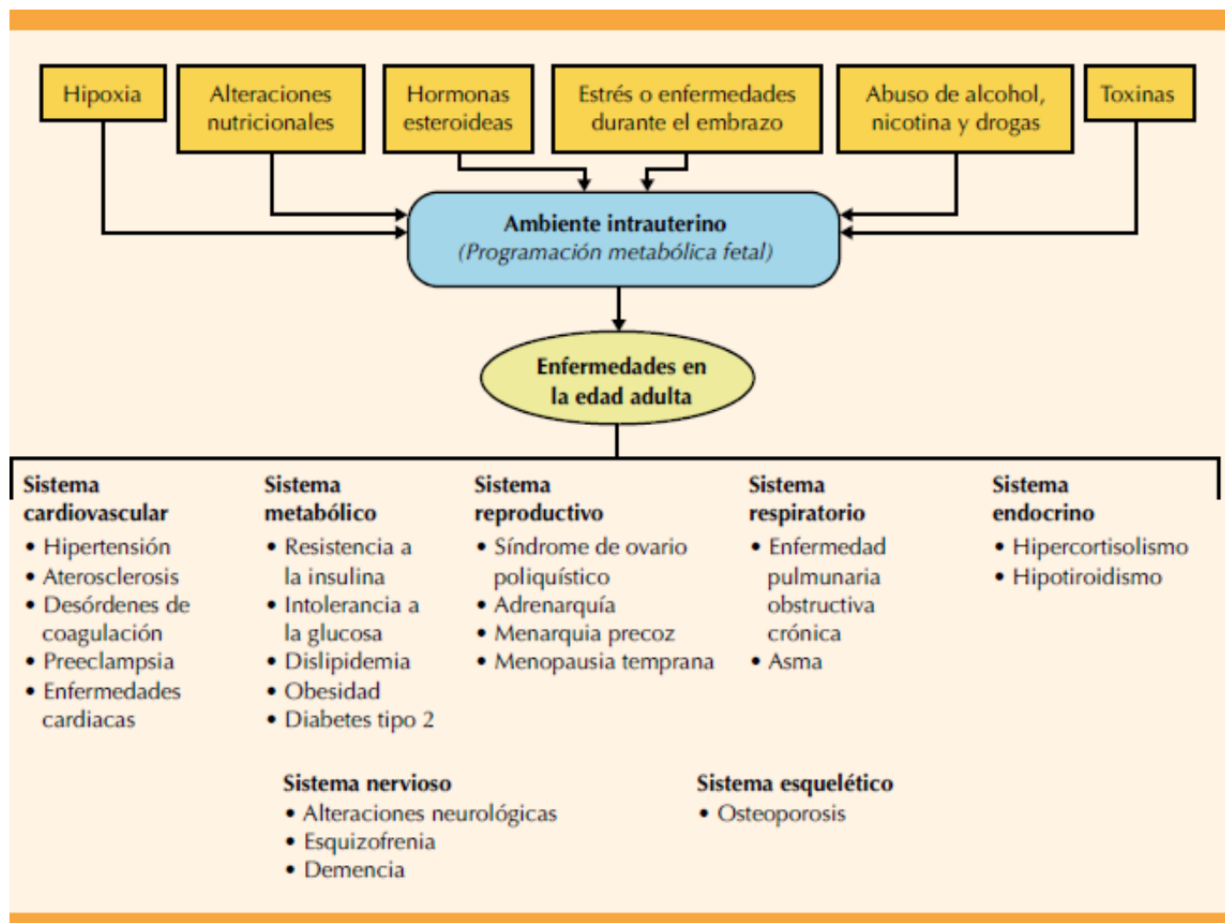 Hipoxia
Alteraciones
nutricionales
Hormonas
esteroideas
Estrés o enfermedades
durante el embrazo
Abuso de alcohol,
nicotina y drogas
Toxinas
Ambiente intrauterino
(Programación metabólica fetal)
Enfermedades en
la edad adulta
Sistema
cardiovascular
• Hipertensión
• Aterosclerosis
• Desórdenes de
coagulación
• Preeclampsia
• Enfermedades
cardiacas
Sistema
metabólico
• Resistencia a
la insulina
• Intolerancia a
la glucosa
• Dislipidemia
• Obesidad
• Diabetes tipo 2
Sistema
reproductivo
• Síndrome de ovario
poliquístico
• Adrenarquía
• Menarquia precoz
• Menopausia temprana
Sistema
respiratorio
• Enfermedad
pulmunaria
obstructiva
crónica
• Asma
Sistema
endocrino
• Hipercortisolismo
• Hipotiroidismo
Sistema nervioso
• Alteraciones neurológicas
• Esquizofrenia
• Demencia
Sistema esquelético
• Osteoporosis